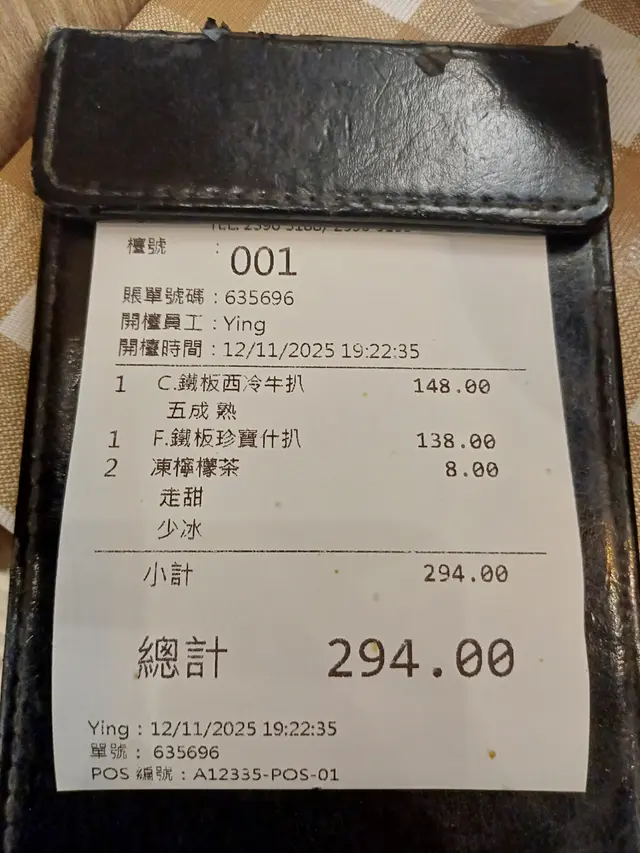 檯號 : 001
賬單號碼 : 635696
開檯員工 : Ying
開檯時間 : 12/11/2025 19:22:35
1 C.鐵板西冷牛扒 148.00
五成熟
1 F.鐵板珍寶什扒 138.00
2 凍檸檬茶 8.00
走甜
少冰
小計 294.00
總計 294.00
Ying : 12/11/2025 19:22:35
單號 : 635696
POS 編號 : A12335-POS-01